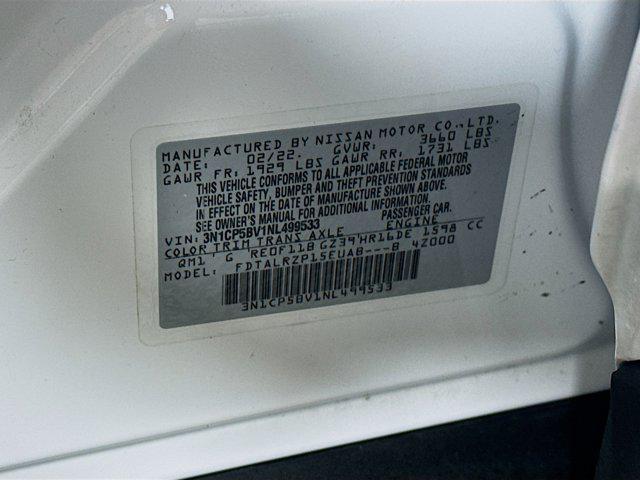 MANUFACTURED BY NISSAN MOTOR CO.,LTD.
DATE: 02/22. GVWR: 3660 LBS
GAWR FR: 1929 LBS GAWR RR: 1731 LBS
THIS VEHICLE CONFORMS TO ALL APPLICABLE FEDERAL MOTOR
VEHICLE SAFETY, BUMPER AND THEFT PREVENTION STANDARDS
IN EFFECT ON THE DATE OF MANUFACTURE SHOWN ABOVE.
SEE OWNER'S MANUAL FOR ADDITIONAL INFORMATION.
VIN: 3N1CP5BV1NL499533 PASSENGER CAR.
COLOR TRIM TRANS AXLE ENGINE
QM1 G RE0F11B GZ39 HR16DE 1598 CC
MODEL: FDTALRZP15EUAB---B 4Z000
3N1CP5BV1NL499533